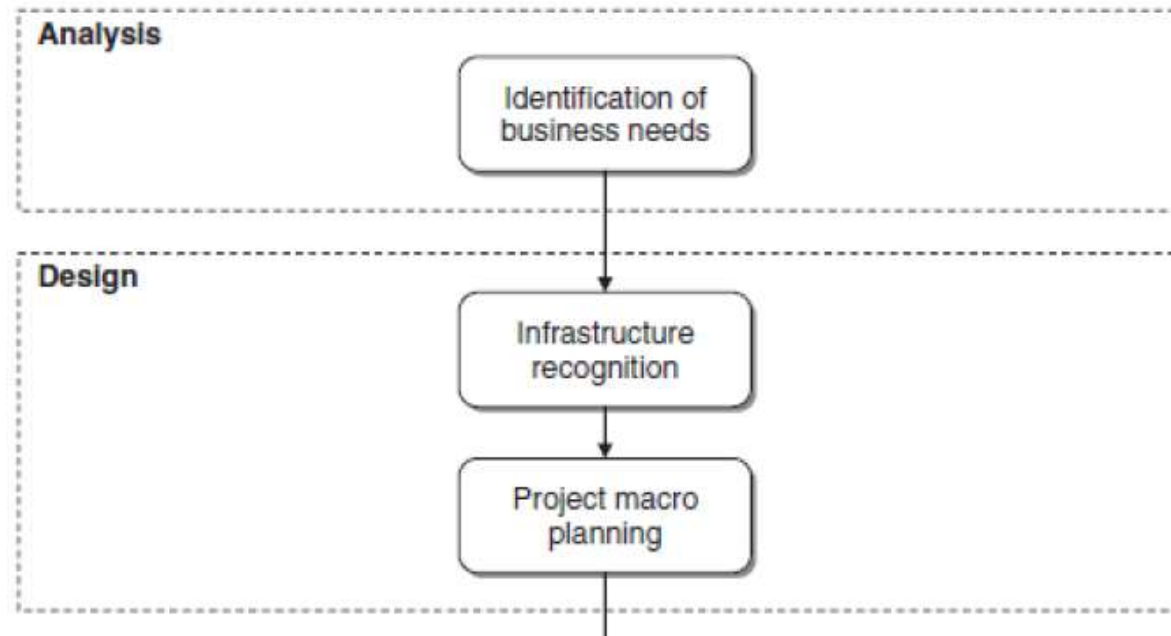 Analysis
Identification of
business needs
Design
Infrastructure
recognition
Project macro
planning